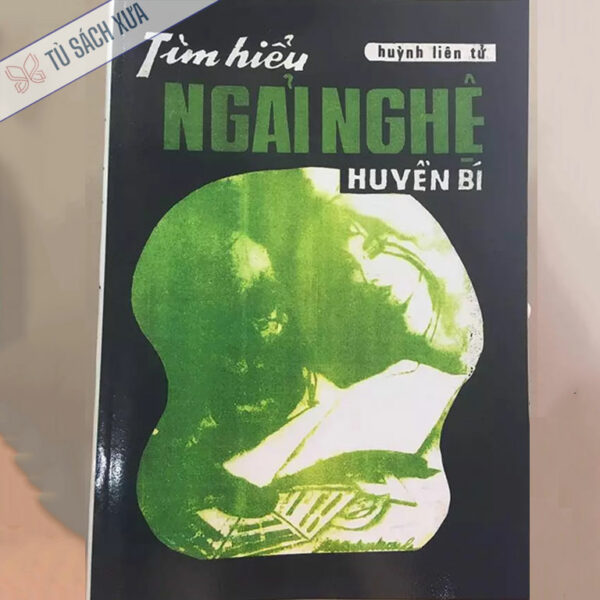 TỦ SÁCH XƯA
Tìm hiểu
huỳnh liên tử
NGẢI NGHỆ
HUYỀN BÍ